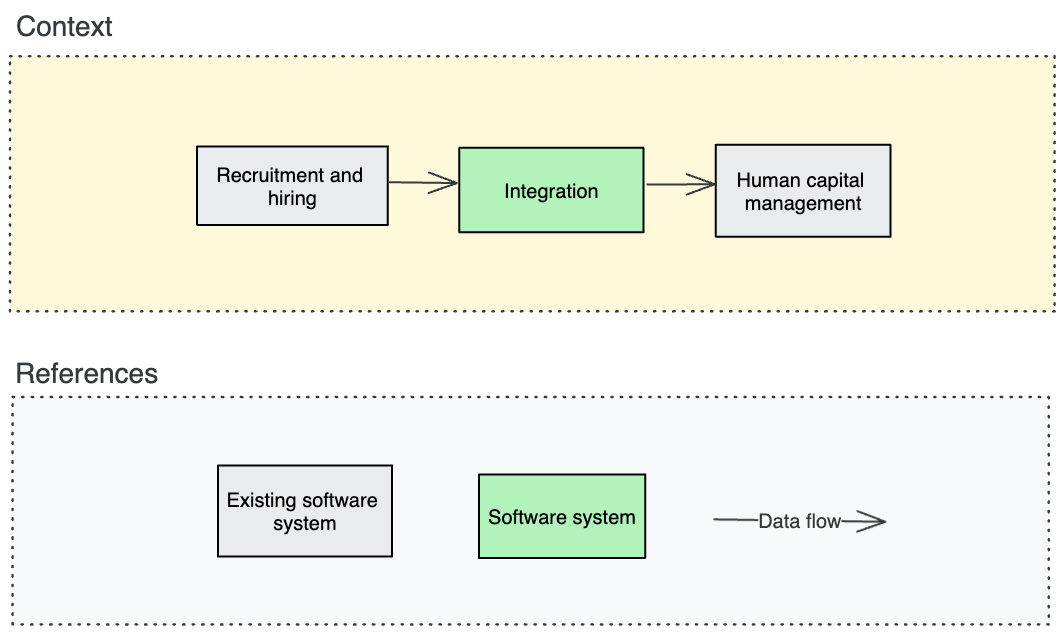 Context
Recruitment and
hiring
Integration
Human capital
management
References
Existing software
system
Software system
Data flow